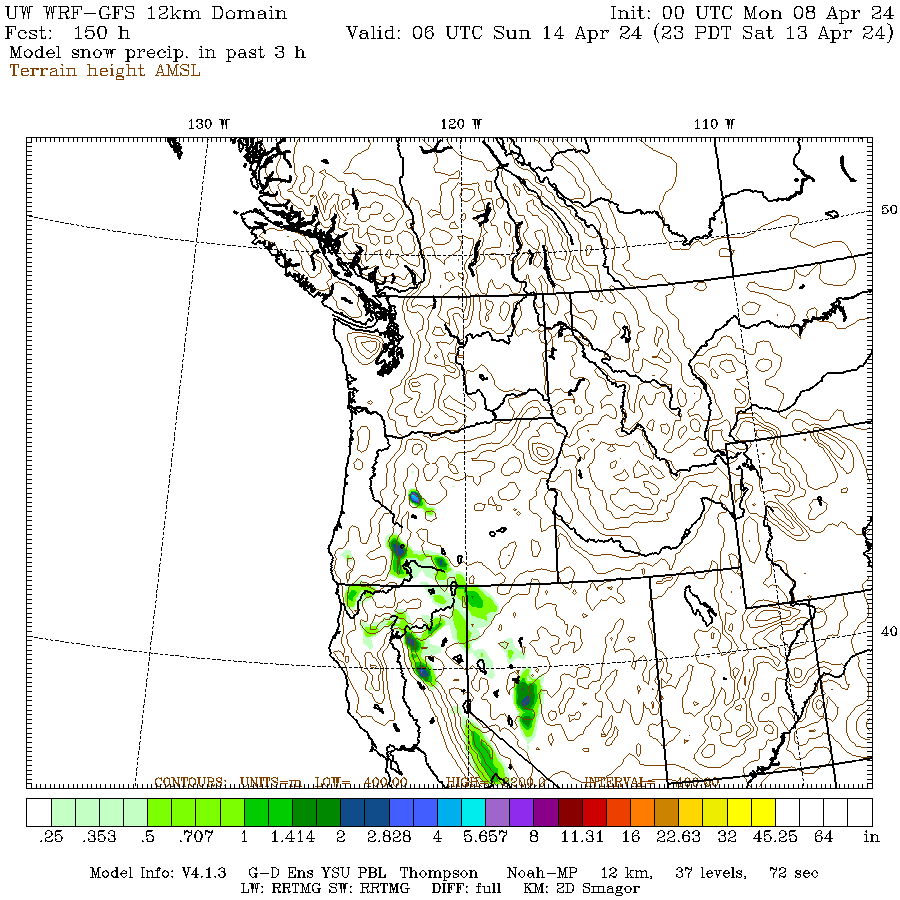 UW WRF-GFS 12km Domain Init: 00 UTC Mon 08 Apr 24
Fcst: 150 h Valid: 06 UTC Sun 14 Apr 24 (23 PDT Sat 13 Apr 24)
Model snow precip. in past 3 h
Terrain height AMSL
130 W 120 W 110 W
50
40
CONTOURS: UNITS=m LOW= 400.00 HIGH= INTERVAL= 400.00
.25 .353 .5 .707 1 1.414 2 2.828 4 5.657 8 11.31 16 22.63 32 45.25 64 in
Model Info: V4.1.3 G-D Ens YSU PBL Thompson Noah-MP 12 km, 37 levels, 72 sec
LW: RRTMG SW: RRTMG DIFF: full KM: 2D Smagor